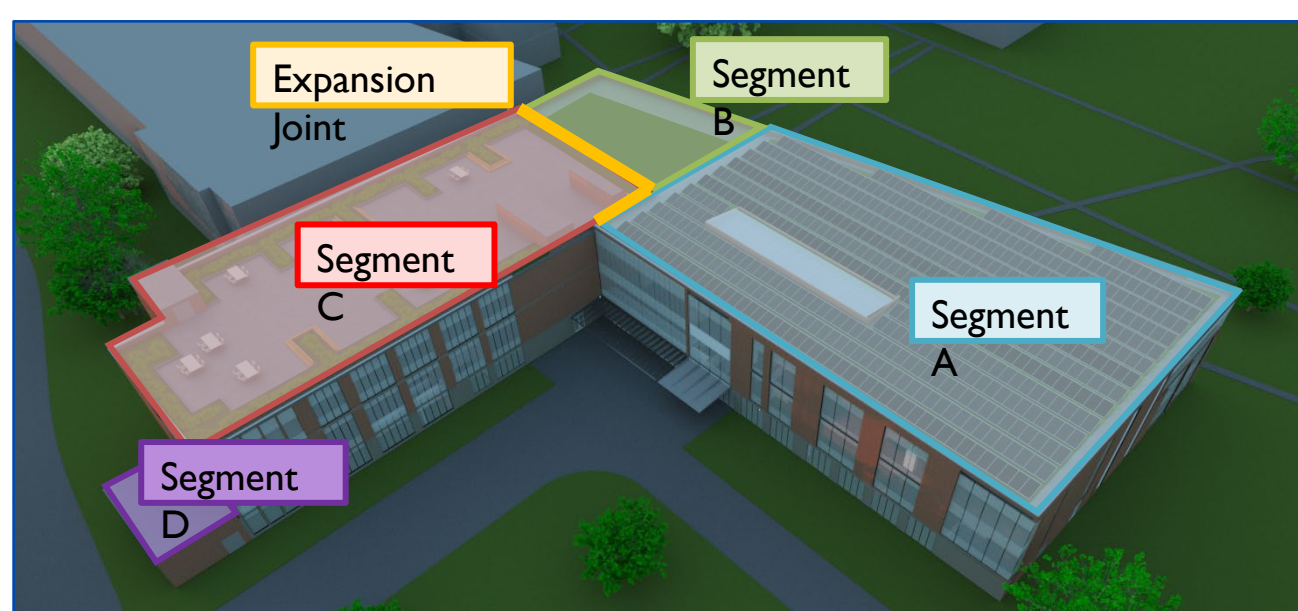 Expansion
Joint
Segment
B
Segment
C
Segment
A
Segment
D